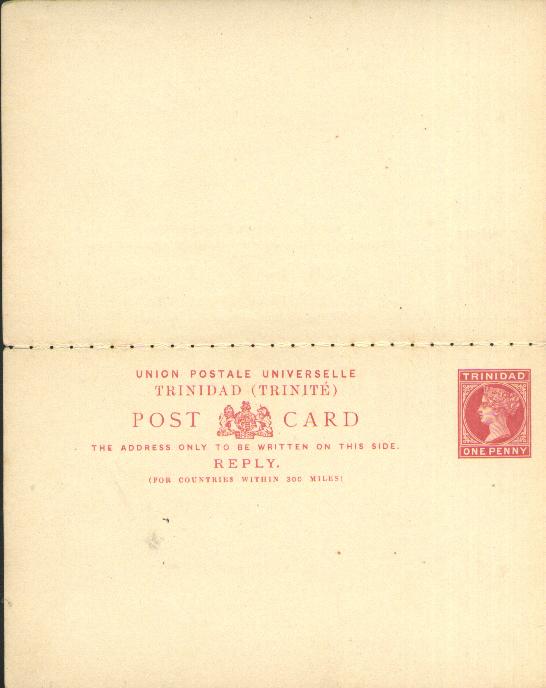 UNION POSTALE UNIVERSELLE
TRINIDAD (TRINITÉ)
POST CARD
THE ADDRESS ONLY TO BE WRITTEN ON THIS SIDE.
REPLY.
(FOR COUNTRIES WITHIN 300 MILES)
TRINIDAD
ONE PENNY